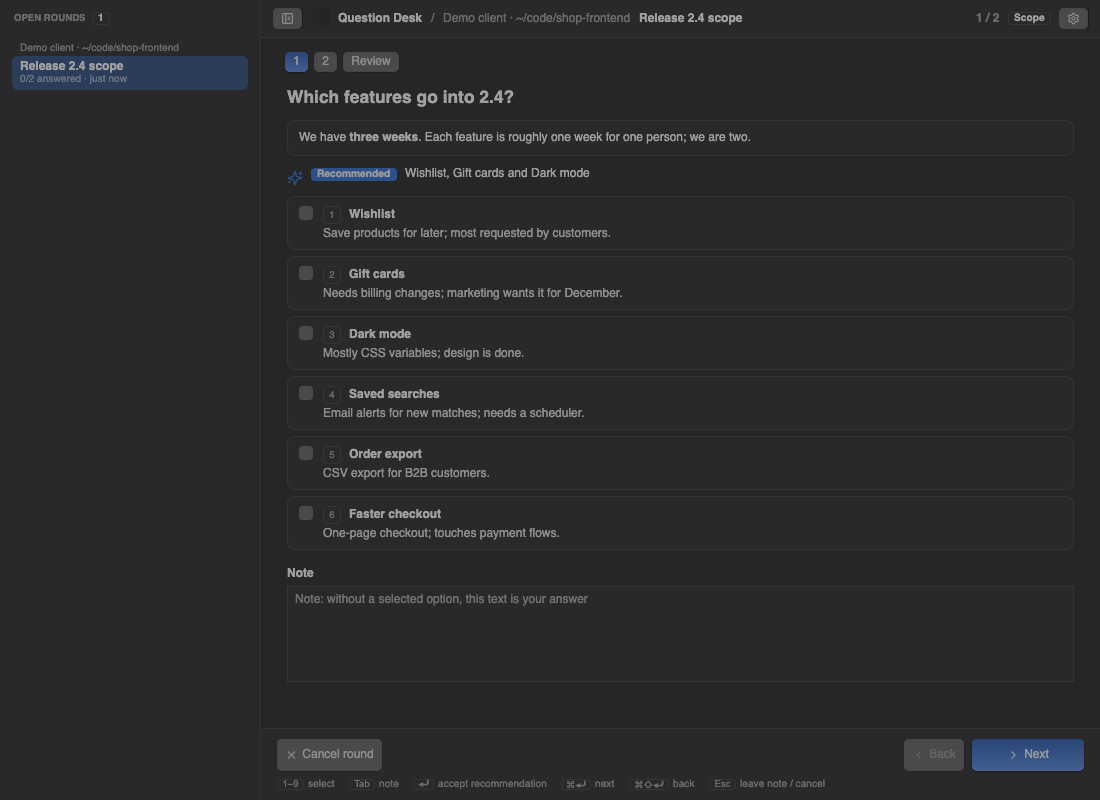 OPEN ROUNDS 1
Demo client · ~/code/shop-frontend
Release 2.4 scope
0/2 answered · just now
Question Desk / Demo client · ~/code/shop-frontend Release 2.4 scope
1 / 2 Scope
1 2 Review
Which features go into 2.4?
We have three weeks. Each feature is roughly one week for one person; we are two.
Recommended Wishlist, Gift cards and Dark mode
1 Wishlist
Save products for later; most requested by customers.
2 Gift cards
Needs billing changes; marketing wants it for December.
3 Dark mode
Mostly CSS variables; design is done.
4 Saved searches
Email alerts for new matches; needs a scheduler.
5 Order export
CSV export for B2B customers.
6 Faster checkout
One-page checkout; touches payment flows.
Note
Note: without a selected option, this text is your answer
Cancel round
Back
Next
1–9 select Tab note ↵ accept recommendation ⌘↵ next ⌘⇧↵ back Esc leave note / cancel